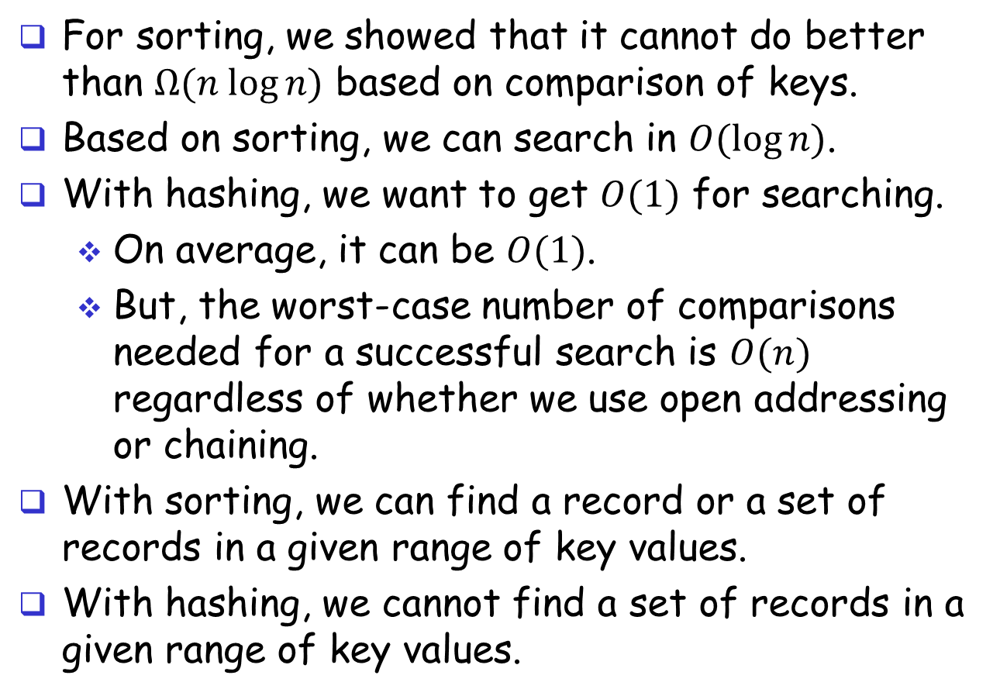 ❑ For sorting, we showed that it cannot do better
than Ω(n log n) based on comparison of keys.
❑ Based on sorting, we can search in O(log n).
❑ With hashing, we want to get O(1) for searching.
❖ On average, it can be O(1).
❖ But, the worst-case number of comparisons
needed for a successful search is O(n)
regardless of whether we use open addressing
or chaining.
❑ With sorting, we can find a record or a set of
records in a given range of key values.
❑ With hashing, we cannot find a set of records in a
given range of key values.